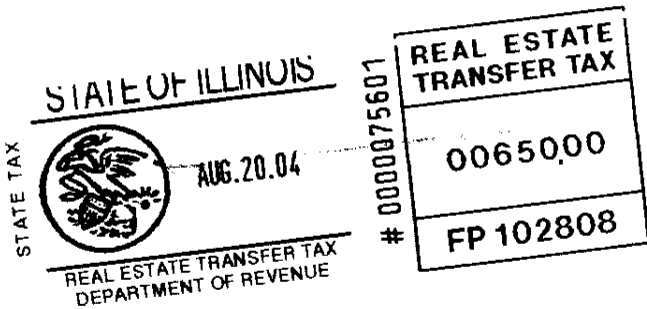 STATE OF ILLINOIS
STATE TAX
AUG.20.04
REAL ESTATE TRANSFER TAX
DEPARTMENT OF REVENUE
# 0000075601
REAL ESTATE
TRANSFER TAX
0065000
FP 102808